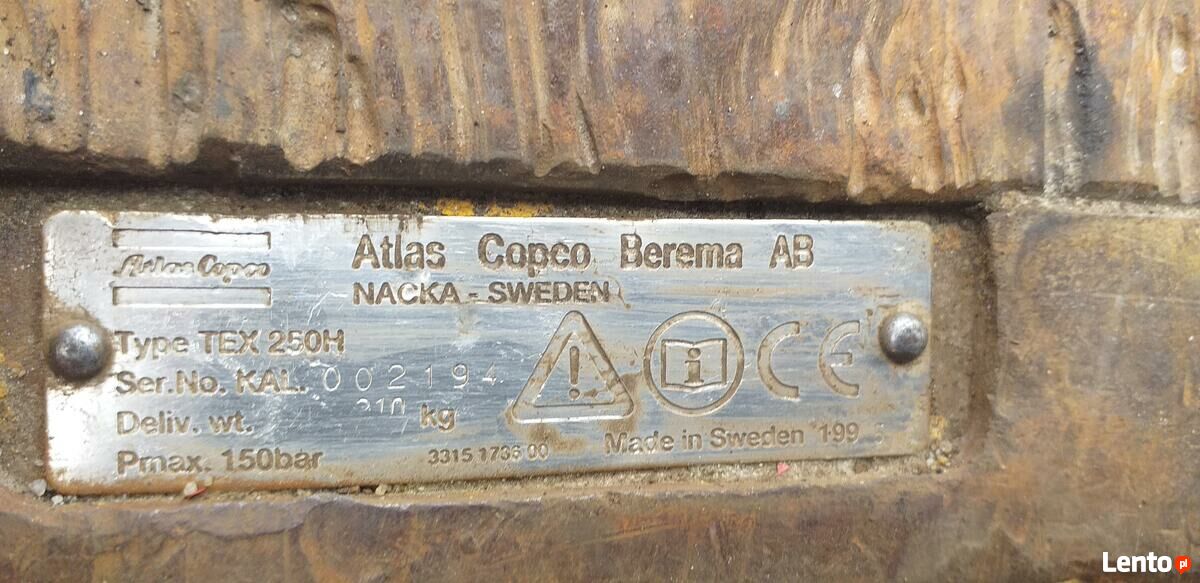 Atlas Copco
Atlas Copco Berema AB
NACKA - SWEDEN
Type TEX 250H
Ser.No. KAL. 002194
Deliv. wt. 210 kg
Pmax. 150bar
3315 1736 00
Made in Sweden 199
i
CE
Lento.pl